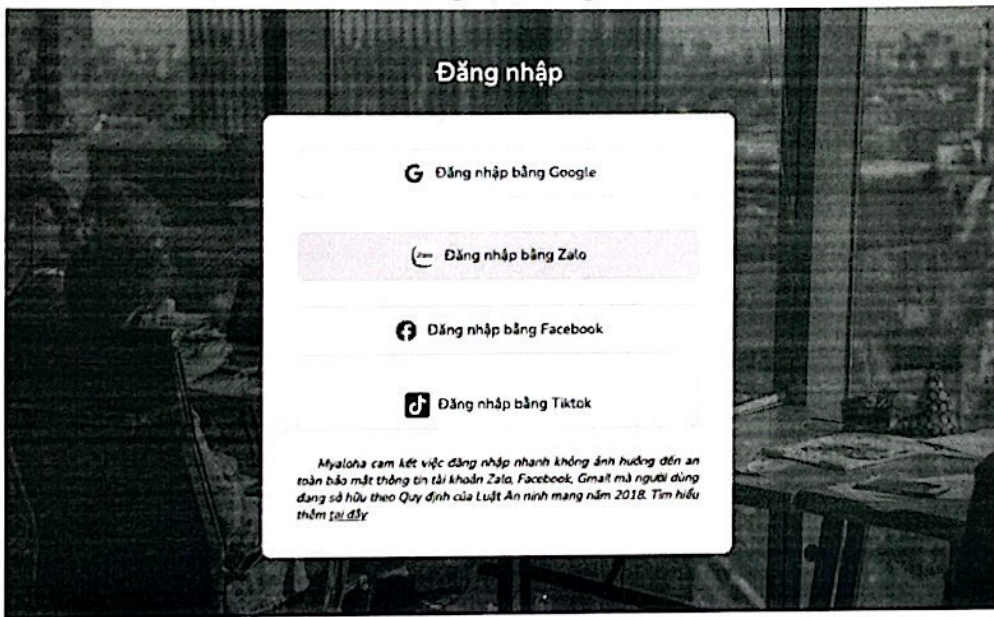 Đăng nhập
Đăng nhập bằng Google
Zalo
Đăng nhập bằng Zalo
Đăng nhập bằng Facebook
Đăng nhập bằng Tiktok
Myaloha cam kết việc đăng nhập nhanh không ảnh hưởng đến an
toàn bảo mật thông tin tài khoản Zalo, Facebook, Gmail mà người dùng
đang sở hữu theo Quy định của Luật An ninh mạng năm 2018. Tìm hiểu
thêm tại đây